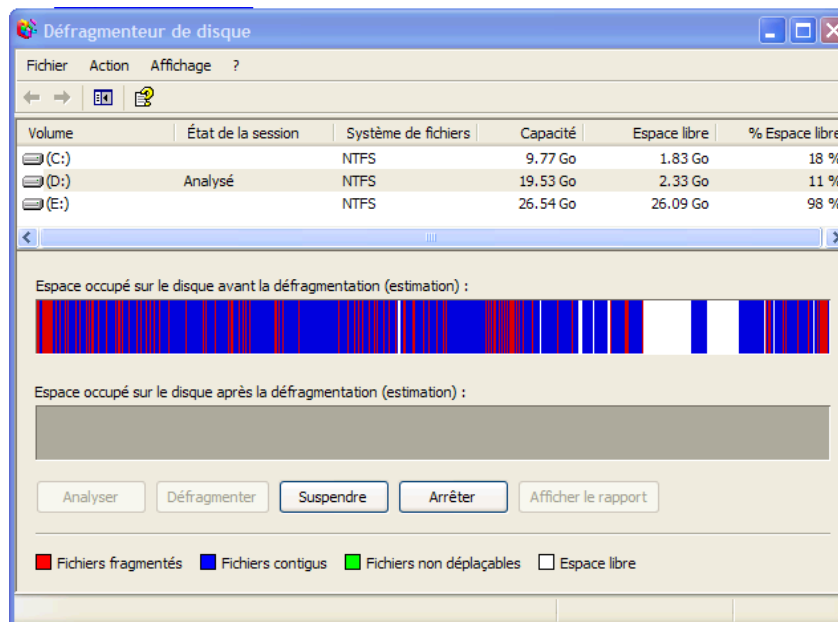 Défragmenteur de disque
Fichier Action Affichage ?
Volume État de la session Système de fichiers Capacité Espace libre % Espace libre
(C:) NTFS 9.77 Go 1.83 Go 18 %
(D:) Analysé NTFS 19.53 Go 2.33 Go 11 %
(E:) NTFS 26.54 Go 26.09 Go 98 %
Espace occupé sur le disque avant la défragmentation (estimation) :
Espace occupé sur le disque après la défragmentation (estimation) :
Analyser Défragmenter Suspendre Arrêter Afficher le rapport
Fichiers fragmentés Fichiers contigus Fichiers non déplaçables Espace libre